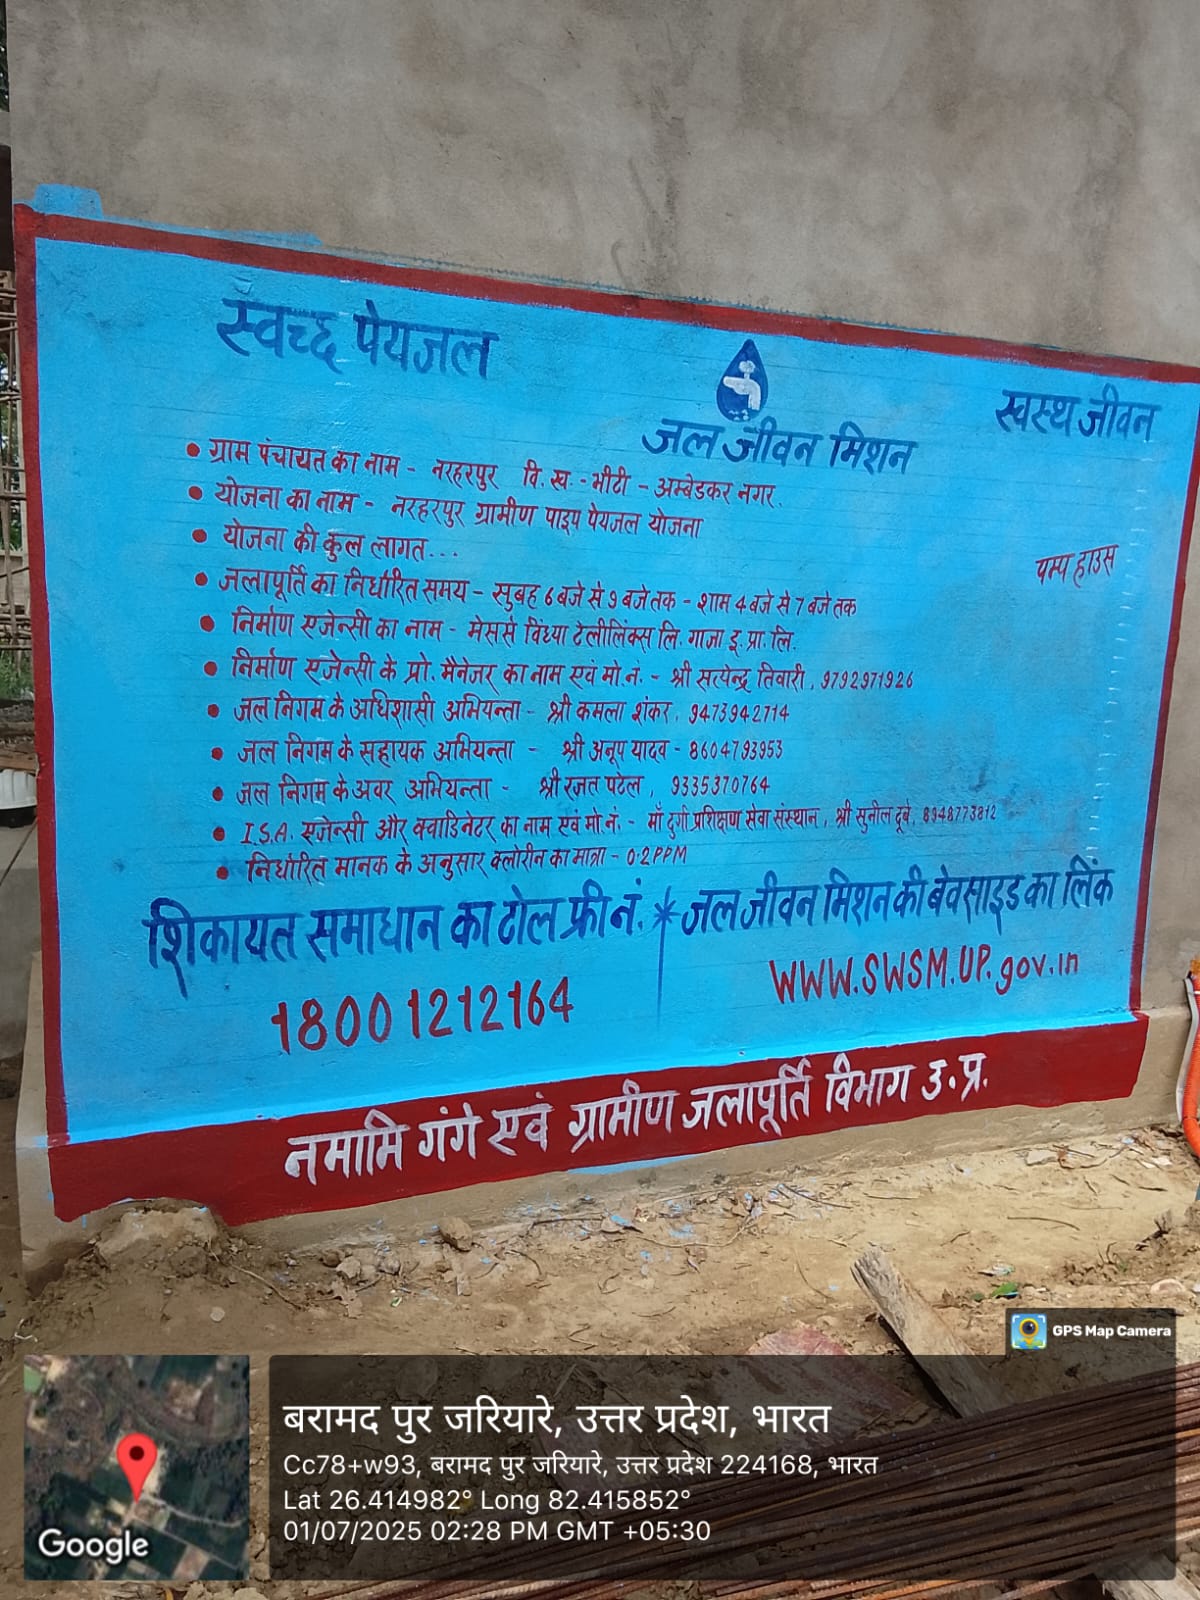 स्वच्छ पेयजल
जल जीवन मिशन
स्वस्थ जीवन
• ग्राम पंचायत का नाम - नरहरपुर वि. ख. - भीटी - अम्बेडकर नगर.
• योजना का नाम - नरहरपुर ग्रामीण पाइप पेयजल योजना
• योजना की कुल लागत...
पम्प हाउस
• जलापूर्ति का निर्धारित समय - सुबह 6 बजे से 9 बजे तक - शाम 4 बजे से 7 बजे तक
• निर्माण एजेन्सी का नाम - मेसर्स विंध्या टेलीलिंक्स लि. गाजा इ. प्रा. लि.
• निर्माण एजेन्सी के प्रो. मैनेजर का नाम एवं मो. नं. - श्री सत्येन्द्र तिवारी, 9792971926
• जल निगम के अधिशासी अभियन्ता - श्री कमला शंकर, 9473942714
• जल निगम के सहायक अभियन्ता - श्री अनूप यादव - 8604793953
• जल निगम के अवर अभियन्ता - श्री रजत पटेल, 9335370764
• I.S.A. एजेन्सी और क्वाडिनेटर का नाम एवं मो. नं. - माँ दुर्गा प्रशिक्षण सेवा संस्थान, श्री सुनील दूबे, 8948773812
• निर्धारित मानक के अनुसार क्लोरीन का मात्रा - 0.2 PPM
शिकायत समाधान का टोल फ्री नं. * जल जीवन मिशन की बेवसाइड का लिंक
18001212164
WWW.SWSM.UP.gov.in
नमामि गंगे एवं ग्रामीण जलापूर्ति विभाग उ. प्र.
GPS Map Camera
बरामद पुर जरियारे, उत्तर प्रदेश, भारत
Cc78+w93, बरामद पुर जरियारे, उत्तर प्रदेश 224168, भारत
Lat 26.414982° Long 82.415852°
01/07/2025 02:28 PM GMT +05:30
Google